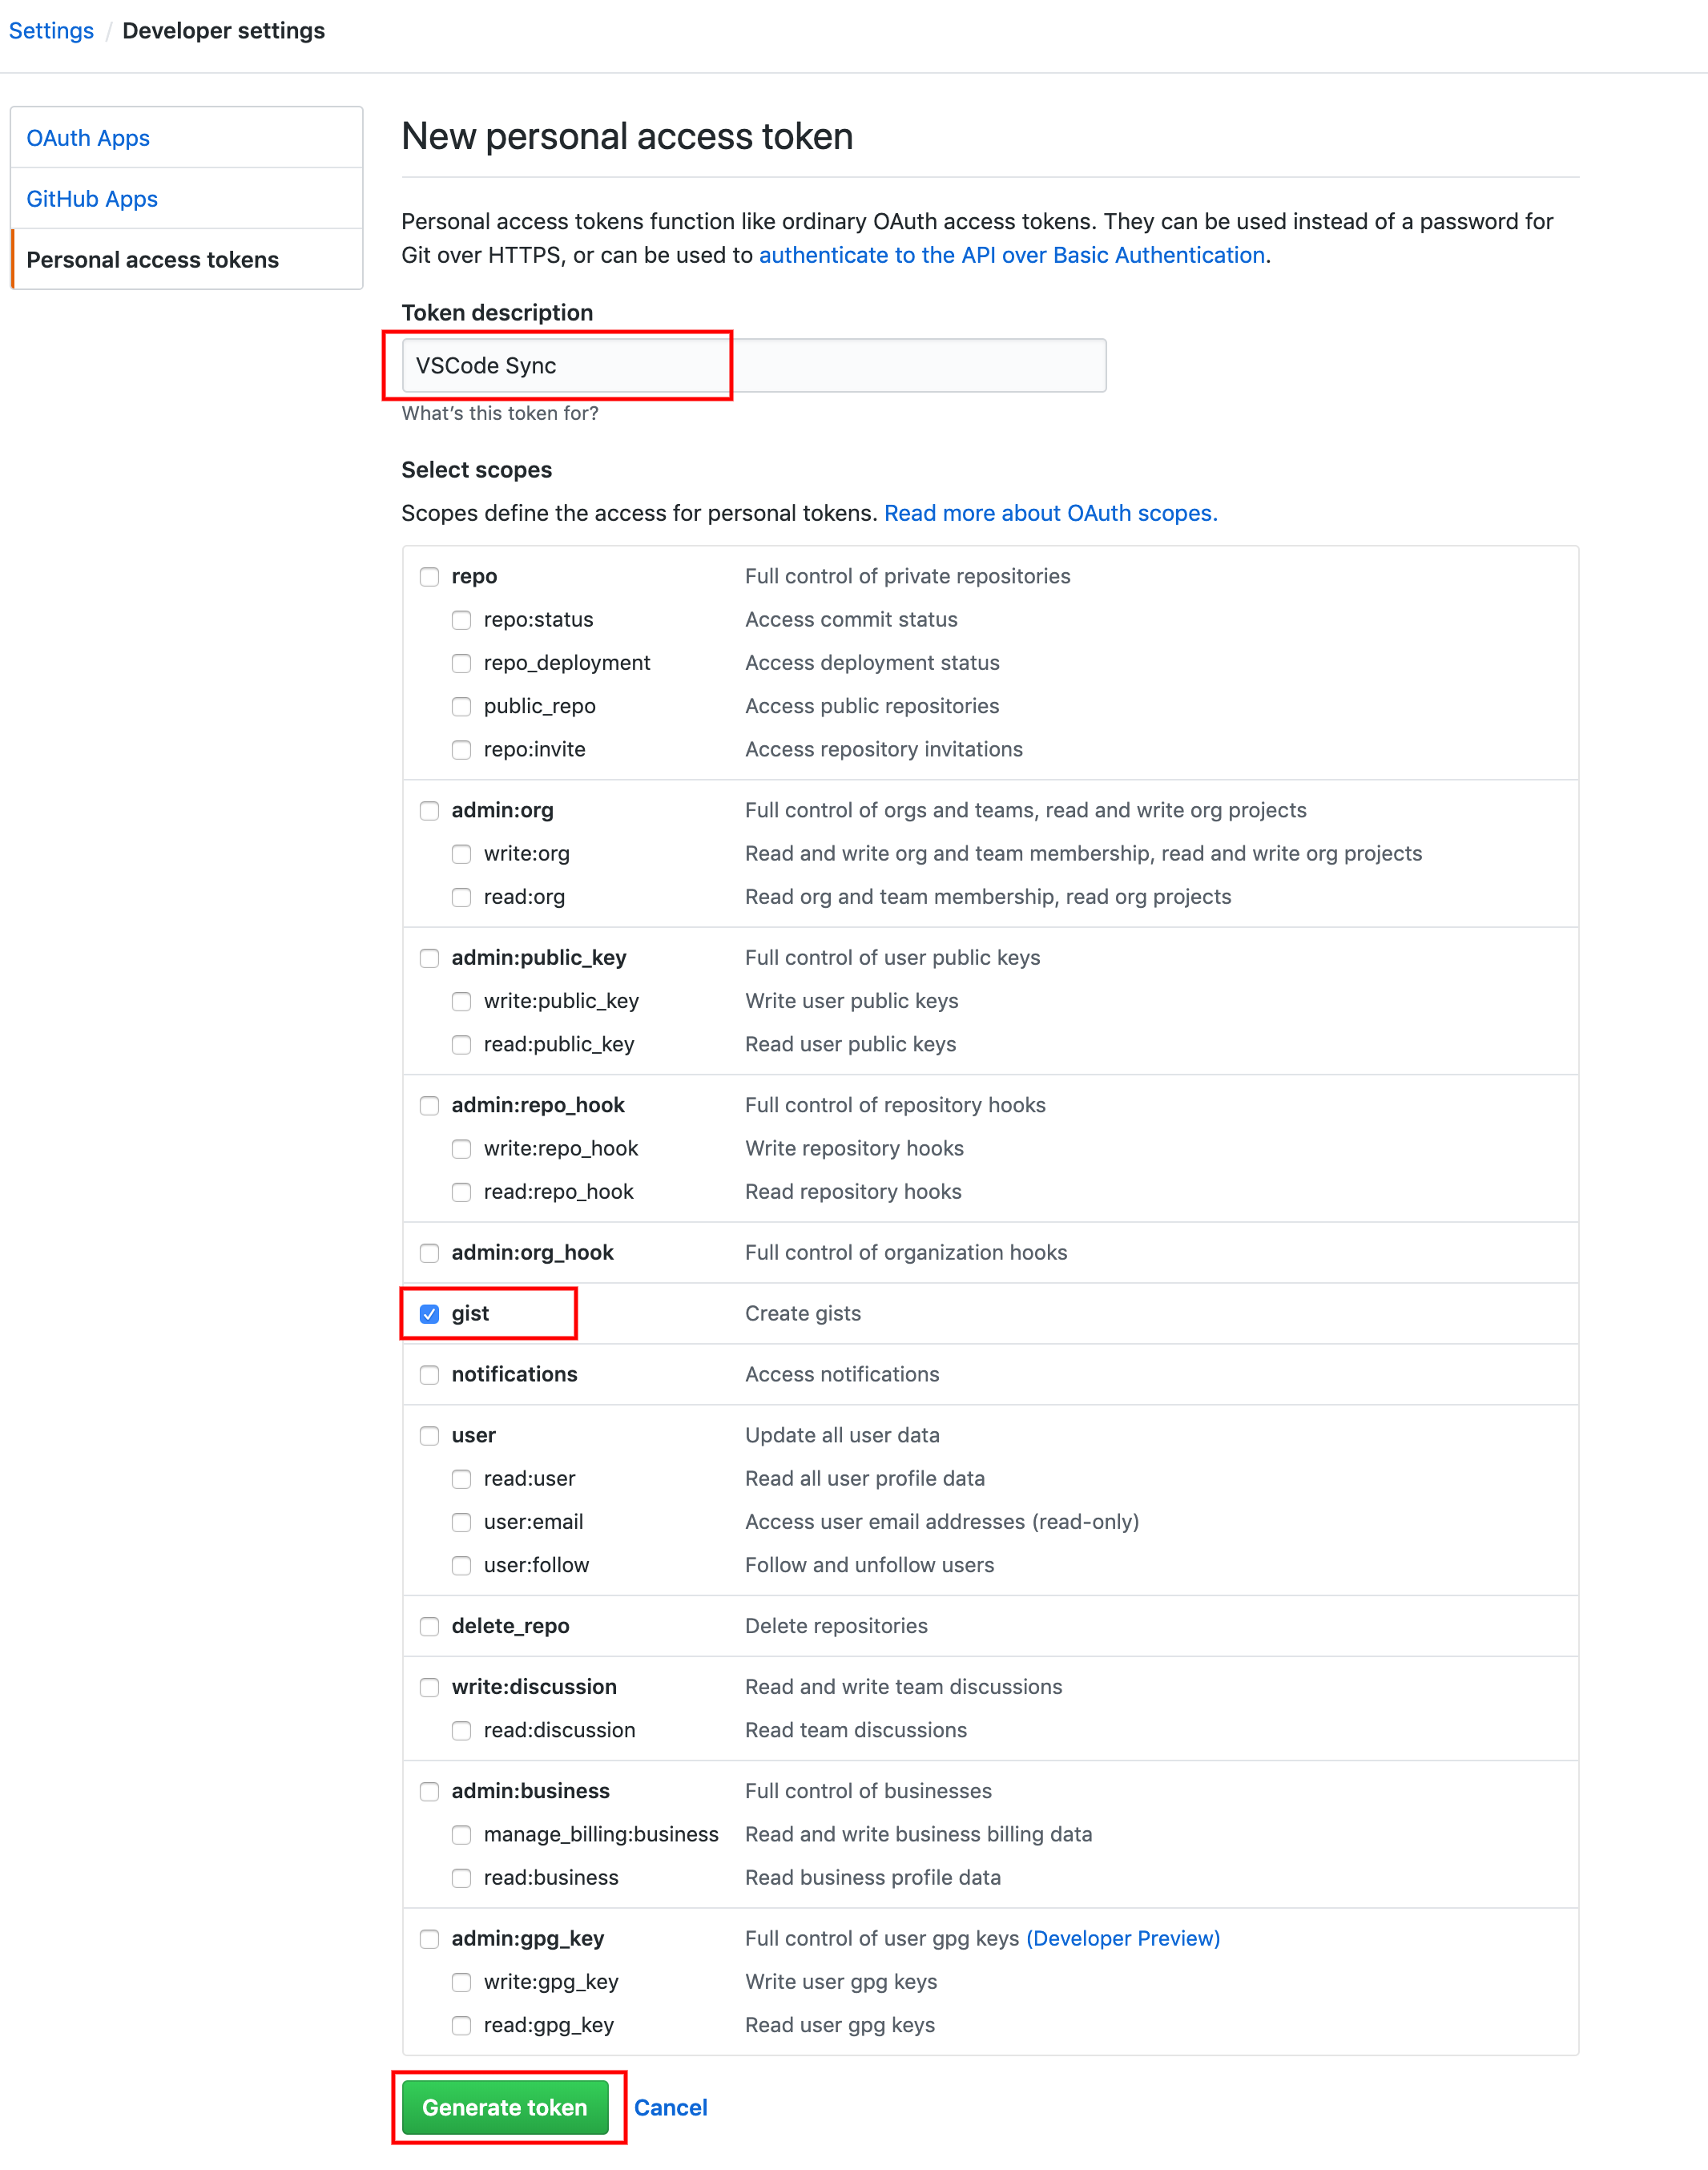 Settings / Developer settings
OAuth Apps
GitHub Apps
Personal access tokens
New personal access token
Personal access tokens function like ordinary OAuth access tokens. They can be used instead of a password for
Git over HTTPS, or can be used to authenticate to the API over Basic Authentication.
Token description
VSCode Sync
What's this token for?
Select scopes
Scopes define the access for personal tokens. Read more about OAuth scopes.
repo Full control of private repositories
repo:status Access commit status
repo_deployment Access deployment status
public_repo Access public repositories
repo:invite Access repository invitations
admin:org Full control of orgs and teams, read and write org projects
write:org Read and write org and team membership, read and write org projects
read:org Read org and team membership, read org projects
admin:public_key Full control of user public keys
write:public_key Write user public keys
read:public_key Read user public keys
admin:repo_hook Full control of repository hooks
write:repo_hook Write repository hooks
read:repo_hook Read repository hooks
admin:org_hook Full control of organization hooks
gist Create gists
notifications Access notifications
user Update all user data
read:user Read all user profile data
user:email Access user email addresses (read-only)
user:follow Follow and unfollow users
delete_repo Delete repositories
write:discussion Read and write team discussions
read:discussion Read team discussions
admin:business Full control of businesses
manage_billing:business Read and write business billing data
read:business Read business profile data
admin:gpg_key Full control of user gpg keys (Developer Preview)
write:gpg_key Write user gpg keys
read:gpg_key Read user gpg keys
Generate token Cancel